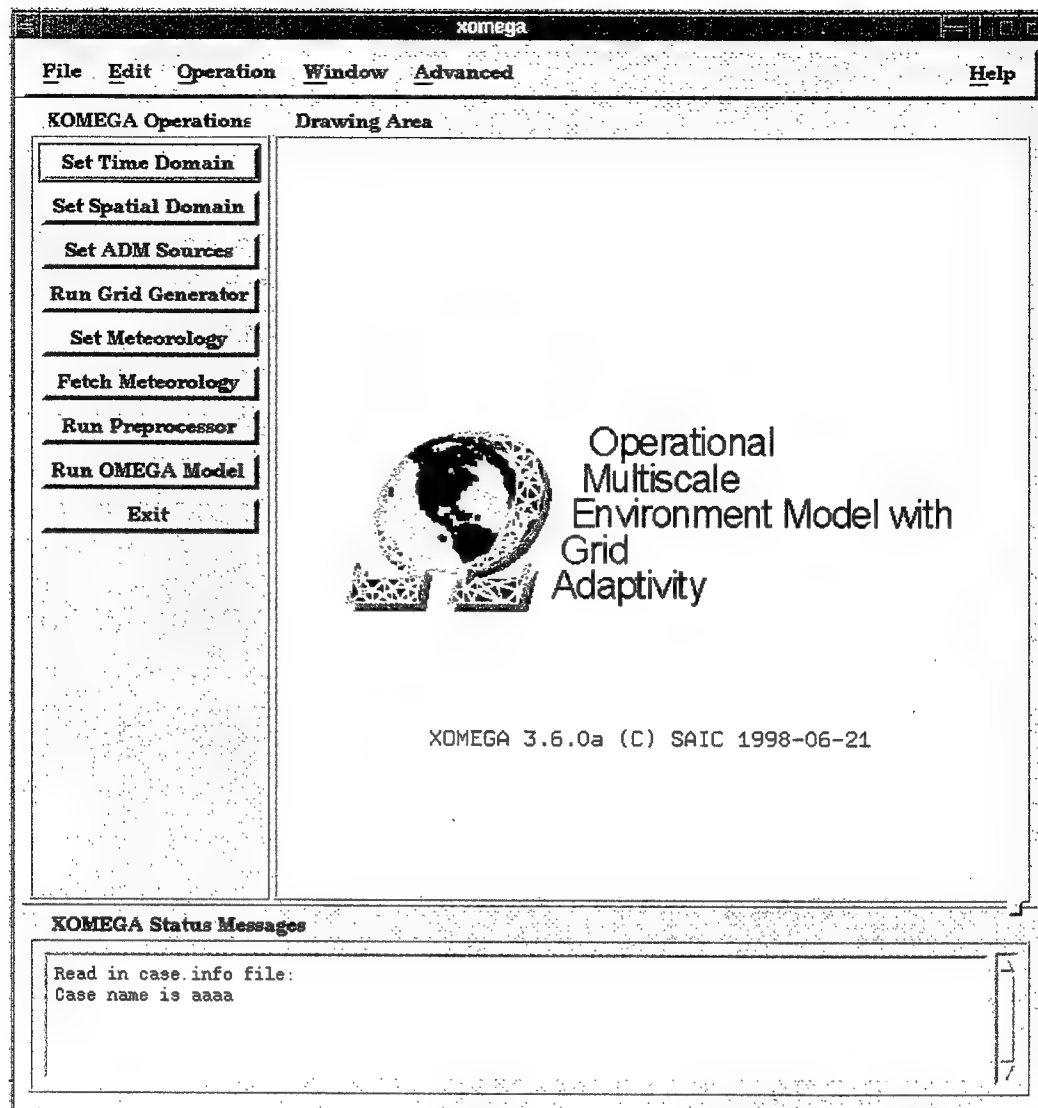 xomega
File Edit Operation Window Advanced Help
XOMEGA Operations
Drawing Area
Set Time Domain
Set Spatial Domain
Set ADM Sources
Run Grid Generator
Set Meteorology
Fetch Meteorology
Run Preprocessor
Run OMEGA Model
Exit
Operational
Multiscale
Environment Model with
Grid
Adaptivity
XOMEGA 3.6.0a (C) SAIC 1998-06-21
XOMEGA Status Messages
Read in case.info file:
Case name is aaaa